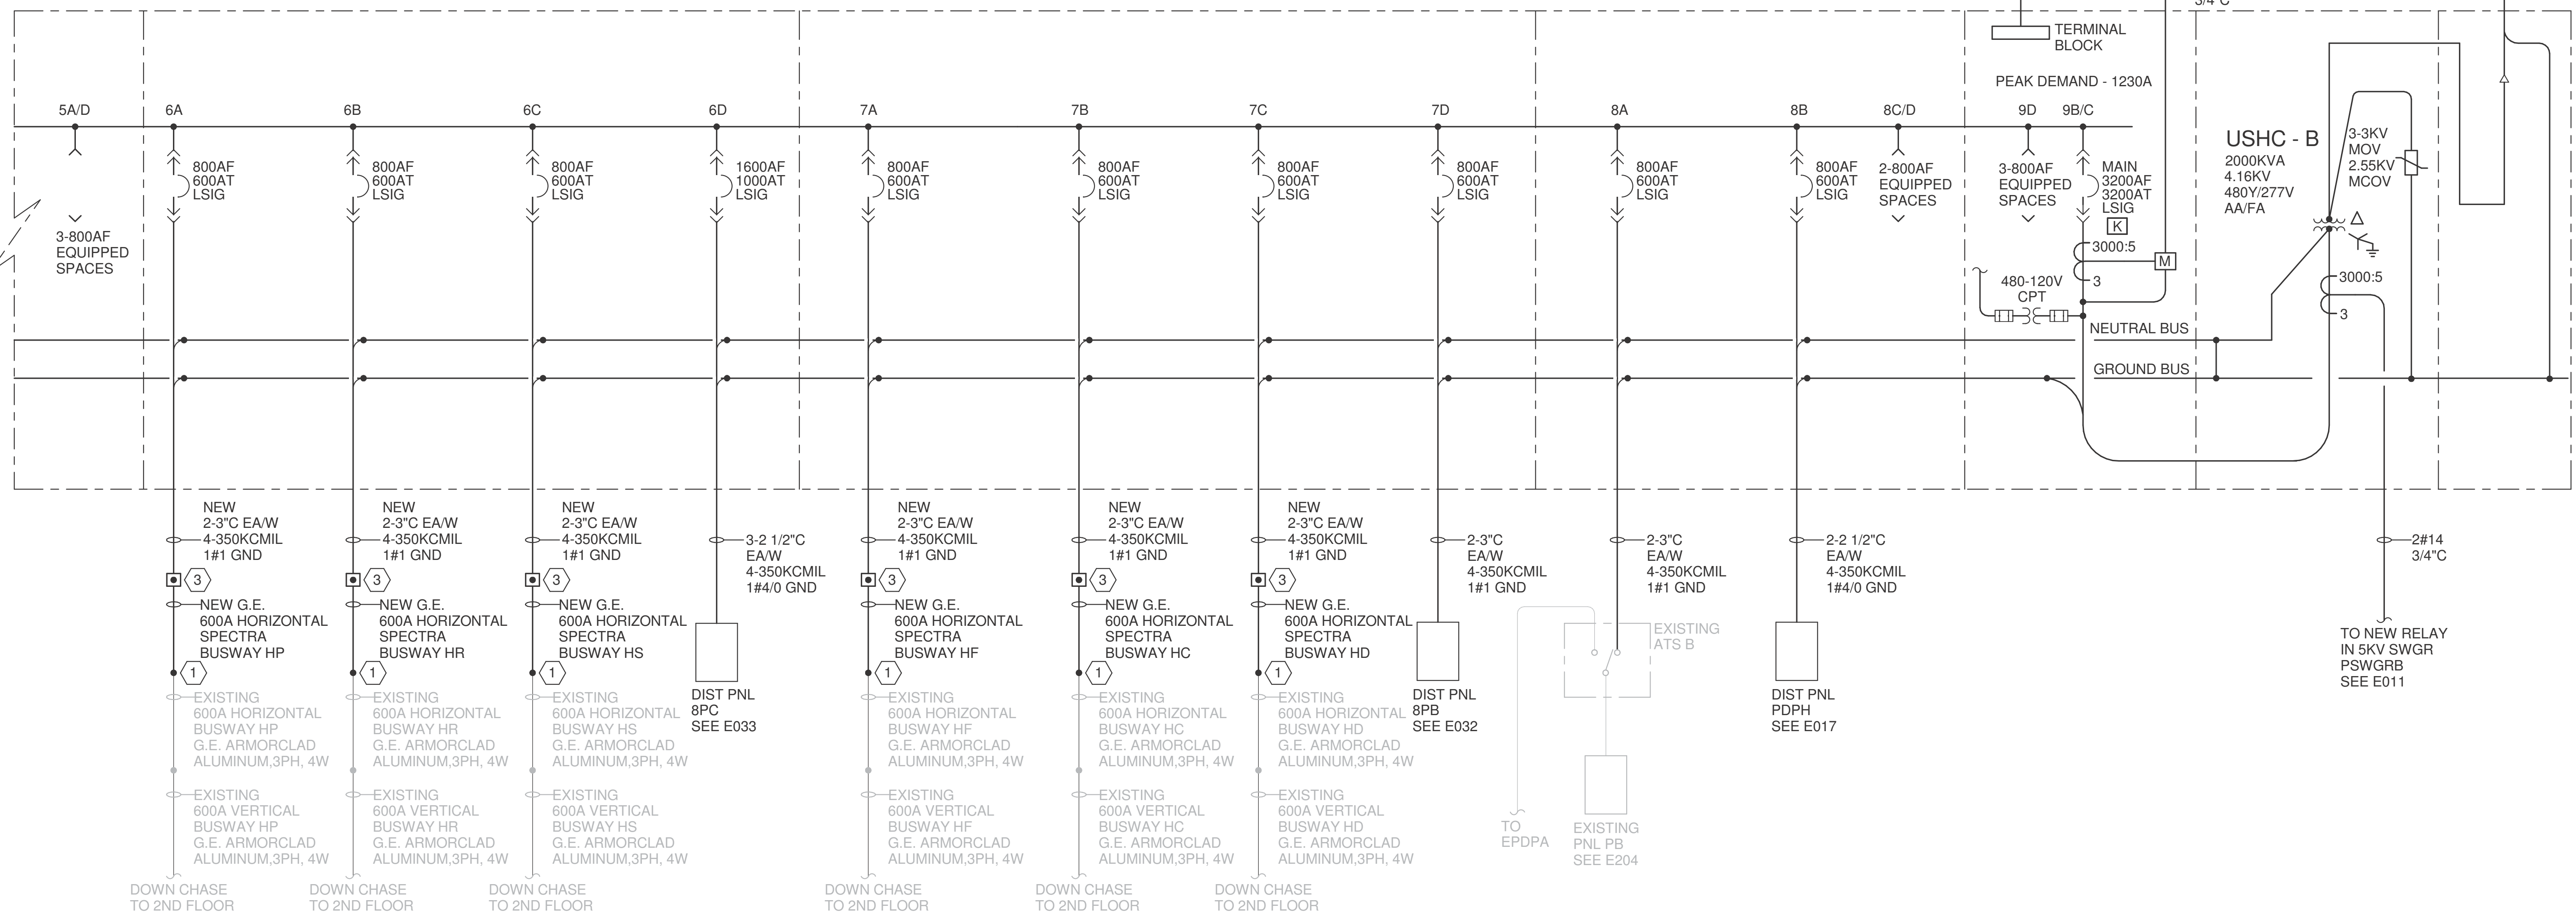 3/4"C
TERMINAL
BLOCK
PEAK DEMAND - 1230A
5A/D
6A
6B
6C
6D
7A
7B
7C
7D
8A
8B
8C/D
9D
9B/C
3-800AF
EQUIPPED
SPACES
800AF
600AT
LSIG
800AF
600AT
LSIG
800AF
600AT
LSIG
1600AF
1000AT
LSIG
800AF
600AT
LSIG
800AF
600AT
LSIG
800AF
600AT
LSIG
800AF
600AT
LSIG
800AF
600AT
LSIG
800AF
600AT
LSIG
2-800AF
EQUIPPED
SPACES
3-800AF
EQUIPPED
SPACES
MAIN
3200AF
3200AT
LSIG
K
3000:5
M
3
480-120V
CPT
USHC - B
2000KVA
4.16KV
480Y/277V
AA/FA
3-3KV
MOV
2.55KV
MCOV
3000:5
3
NEUTRAL BUS
GROUND BUS
NEW
2-3"C EA/W
4-350KCMIL
1#1 GND
3
NEW G.E.
600A HORIZONTAL
SPECTRA
BUSWAY HP
1
EXISTING
600A HORIZONTAL
BUSWAY HP
G.E. ARMORCLAD
ALUMINUM,3PH, 4W
EXISTING
600A VERTICAL
BUSWAY HP
G.E. ARMORCLAD
ALUMINUM,3PH, 4W
DOWN CHASE
TO 2ND FLOOR
NEW
2-3"C EA/W
4-350KCMIL
1#1 GND
3
NEW G.E.
600A HORIZONTAL
SPECTRA
BUSWAY HR
1
EXISTING
600A HORIZONTAL
BUSWAY HR
G.E. ARMORCLAD
ALUMINUM,3PH, 4W
EXISTING
600A VERTICAL
BUSWAY HR
G.E. ARMORCLAD
ALUMINUM,3PH, 4W
DOWN CHASE
TO 2ND FLOOR
NEW
2-3"C EA/W
4-350KCMIL
1#1 GND
3
NEW G.E.
600A HORIZONTAL
SPECTRA
BUSWAY HS
1
EXISTING
600A HORIZONTAL
BUSWAY HS
G.E. ARMORCLAD
ALUMINUM,3PH, 4W
EXISTING
600A VERTICAL
BUSWAY HS
G.E. ARMORCLAD
ALUMINUM,3PH, 4W
DOWN CHASE
TO 2ND FLOOR
3-2 1/2"C
EA/W
4-350KCMIL
1#4/0 GND
DIST PNL
8PC
SEE E033
NEW
2-3"C EA/W
4-350KCMIL
1#1 GND
3
NEW G.E.
600A HORIZONTAL
SPECTRA
BUSWAY HF
1
EXISTING
600A HORIZONTAL
BUSWAY HF
G.E. ARMORCLAD
ALUMINUM,3PH, 4W
EXISTING
600A VERTICAL
BUSWAY HF
G.E. ARMORCLAD
ALUMINUM,3PH, 4W
DOWN CHASE
TO 2ND FLOOR
NEW
2-3"C EA/W
4-350KCMIL
1#1 GND
3
NEW G.E.
600A HORIZONTAL
SPECTRA
BUSWAY HC
1
EXISTING
600A HORIZONTAL
BUSWAY HC
G.E. ARMORCLAD
ALUMINUM,3PH, 4W
EXISTING
600A VERTICAL
BUSWAY HC
G.E. ARMORCLAD
ALUMINUM,3PH, 4W
DOWN CHASE
TO 2ND FLOOR
NEW
2-3"C EA/W
4-350KCMIL
1#1 GND
3
NEW G.E.
600A HORIZONTAL
SPECTRA
BUSWAY HD
1
EXISTING
600A HORIZONTAL
BUSWAY HD
G.E. ARMORCLAD
ALUMINUM,3PH, 4W
EXISTING
600A VERTICAL
BUSWAY HD
G.E. ARMORCLAD
ALUMINUM,3PH, 4W
DOWN CHASE
TO 2ND FLOOR
2-3"C
EA/W
4-350KCMIL
1#1 GND
DIST PNL
8PB
SEE E032
2-3"C
EA/W
4-350KCMIL
1#1 GND
EXISTING
ATS B
TO
EPDPA
EXISTING
PNL PB
SEE E204
2-2 1/2"C
EA/W
4-350KCMIL
1#4/0 GND
DIST PNL
PDPH
SEE E017
2#14
3/4"C
TO NEW RELAY
IN 5KV SWGR
PSWGRB
SEE E011